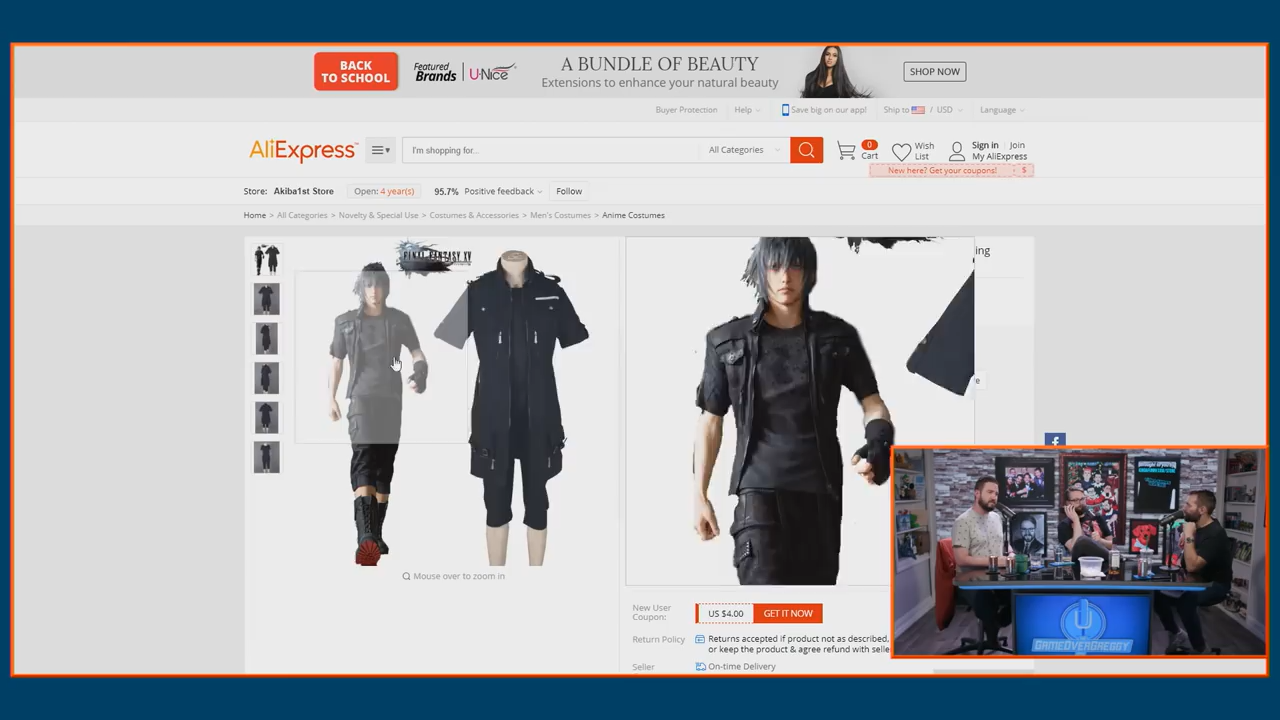 BACK
TO SCHOOL
Featured
Brands
U·Nice
A BUNDLE OF BEAUTY
Extensions to enhance your natural beauty
SHOP NOW
Buyer Protection
Help
Save big on our app!
Ship to / USD
Language
AliExpress
I'm shopping for...
All Categories
0
Cart
Wish
List
Sign in
Join
My AliExpress
New here? Get your coupons!
$
Store: Akiba1st Store
Open: 4 year(s)
95.7% Positive feedback
Follow
Home > All Categories > Novelty & Special Use > Costumes & Accessories > Men's Costumes > Anime Costumes
FINAL FANTASY XV
ing
e
Mouse over to zoom in
New User
Coupon:
US $4.00
GET IT NOW
Return Policy
Returns accepted if product not as described,
or keep the product & agree refund with selle
Seller
On-time Delivery
f
GAMEOVERGREGGY